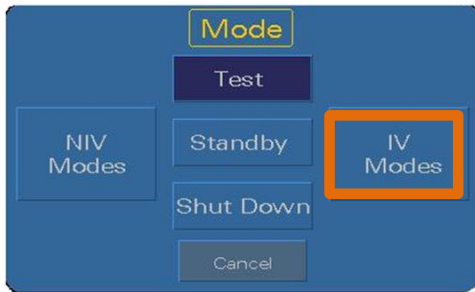 Mode
Test
NIV
Modes
Standby
IV
Modes
Shut Down
Cancel